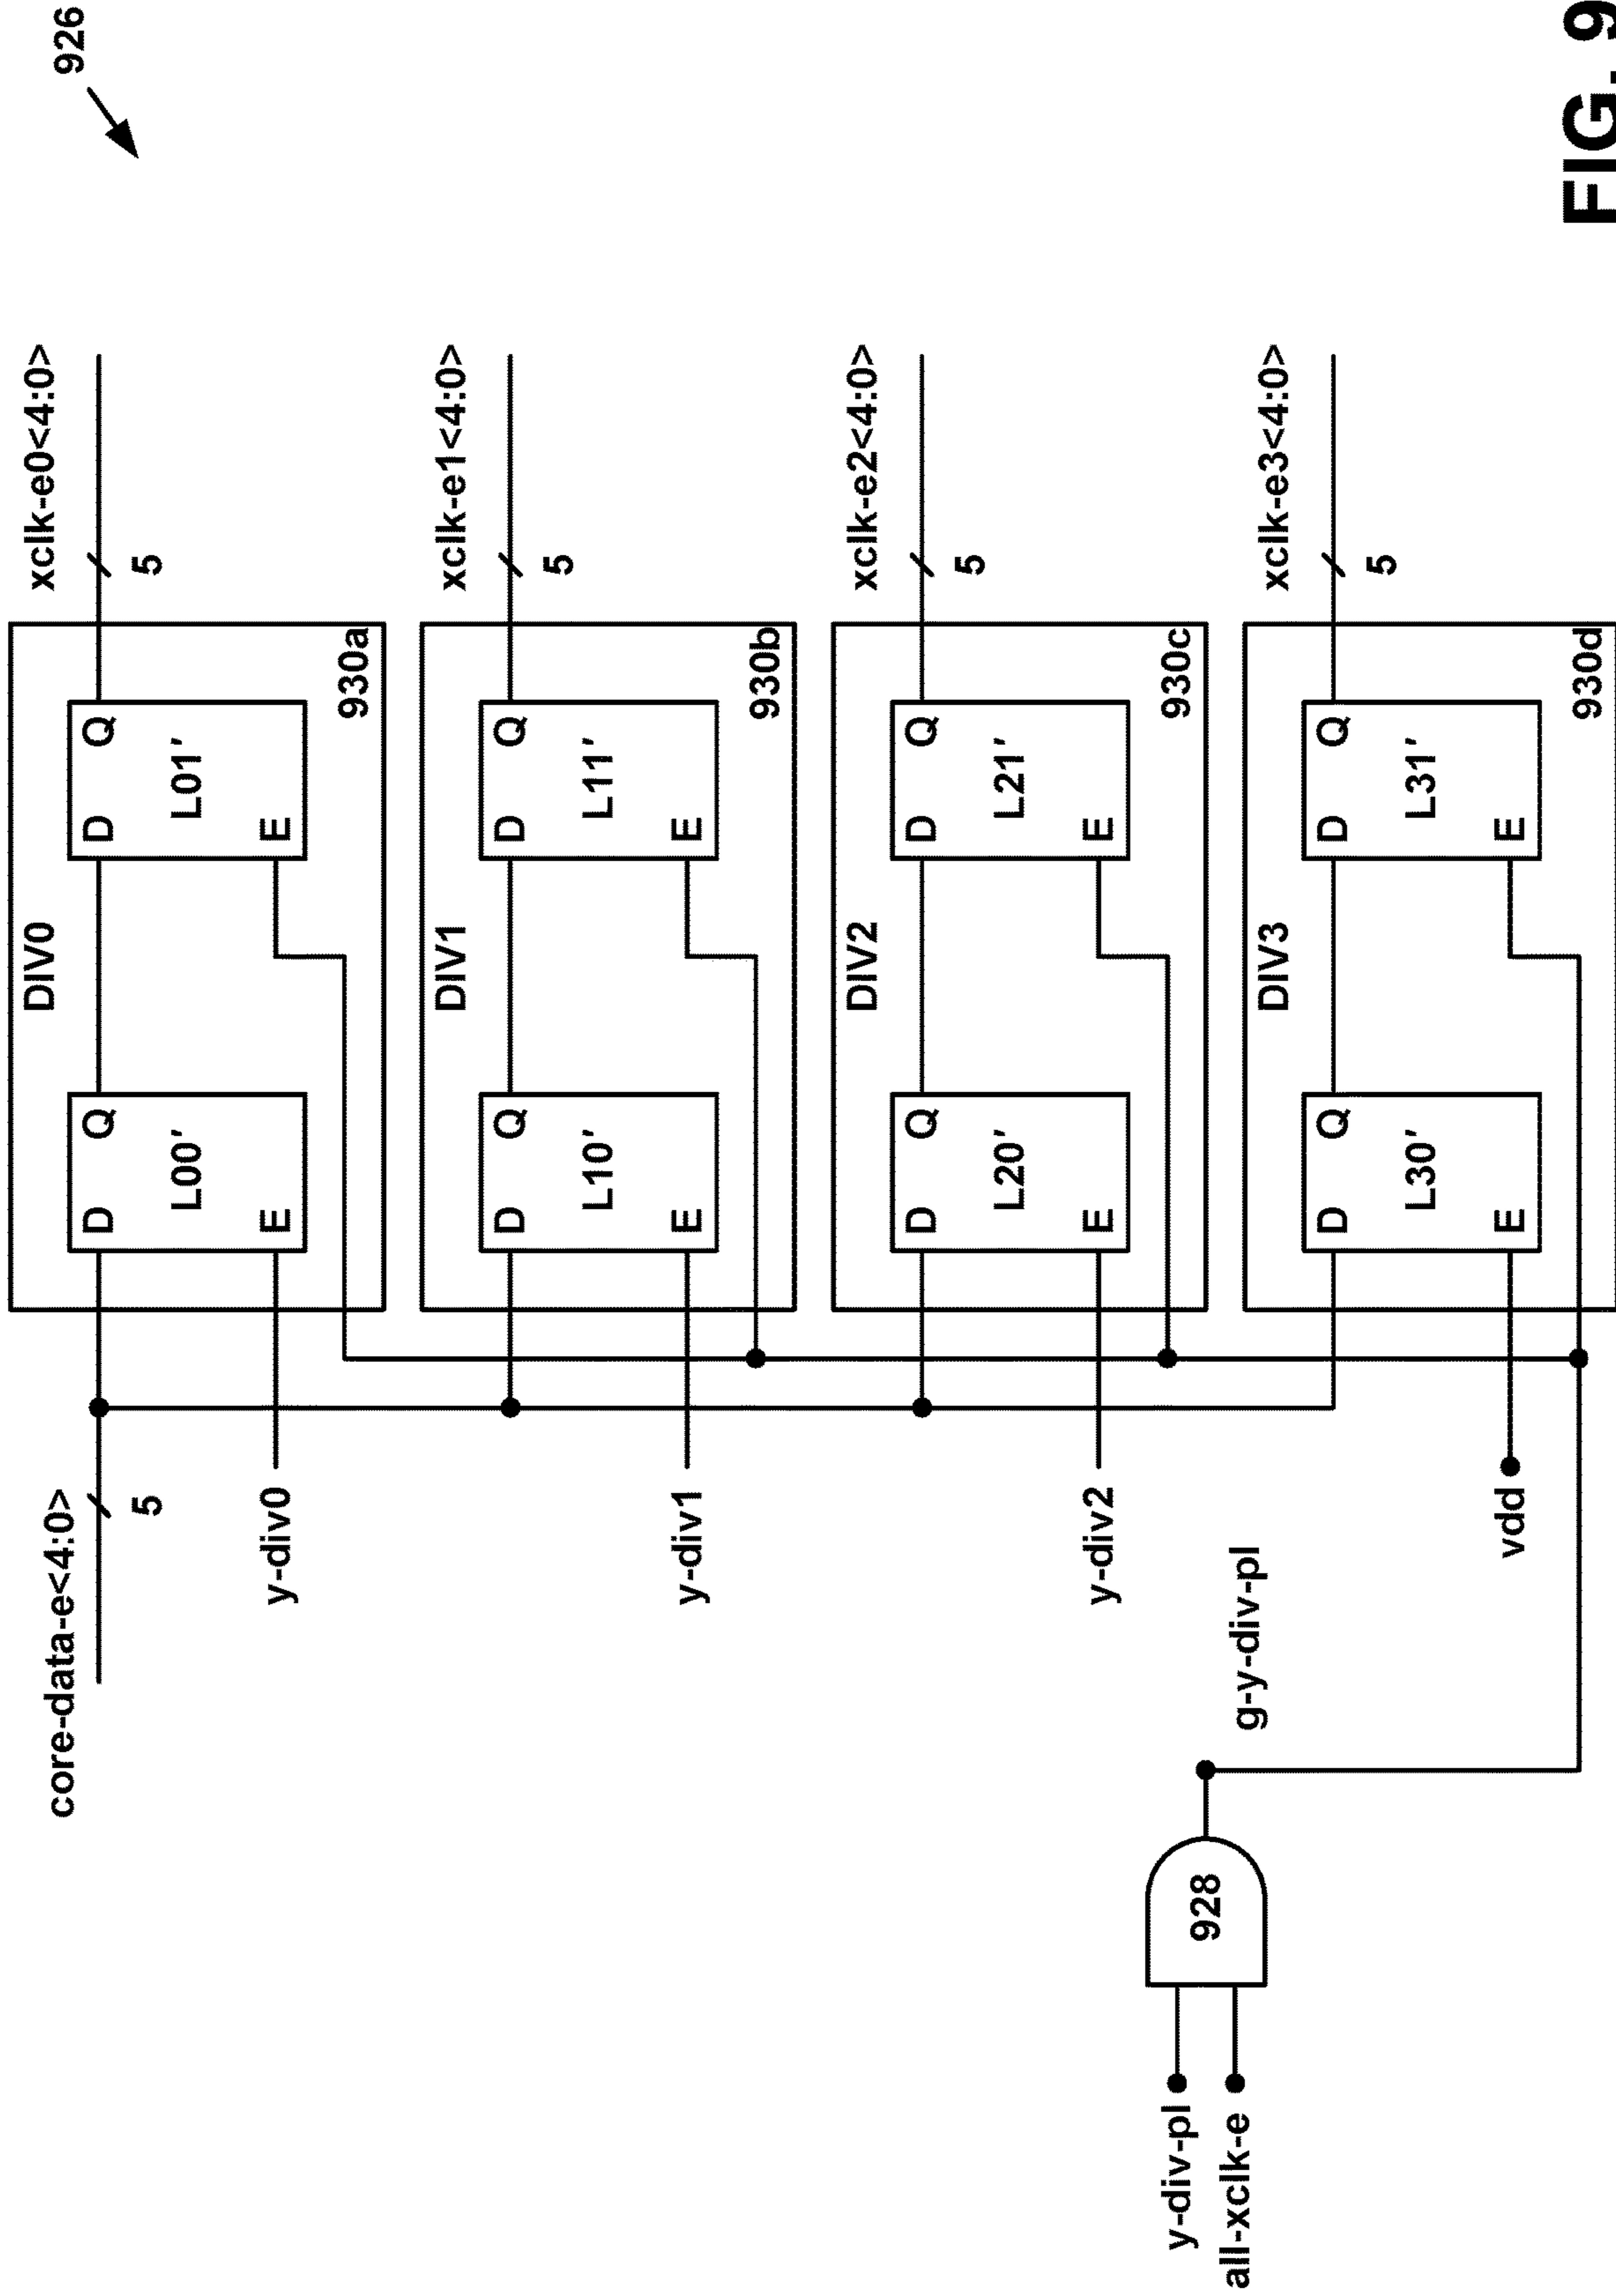 926
core-data-e<4:0>
5
DIV0
xclk-e0<4:0>
5
D Q
L00′
E
D Q
L01′
E
930a
y-div0
DIV1
xclk-e1<4:0>
5
D Q
L10′
E
D Q
L11′
E
930b
y-div1
DIV2
xclk-e2<4:0>
5
D Q
L20′
E
D Q
L21′
E
930c
y-div2
y-div-pl
all-xclk-e
928
g-y-div-pl
DIV3
xclk-e3<4:0>
5
D Q
L30′
E
D Q
L31′
E
930d
vdd
FIG. 9